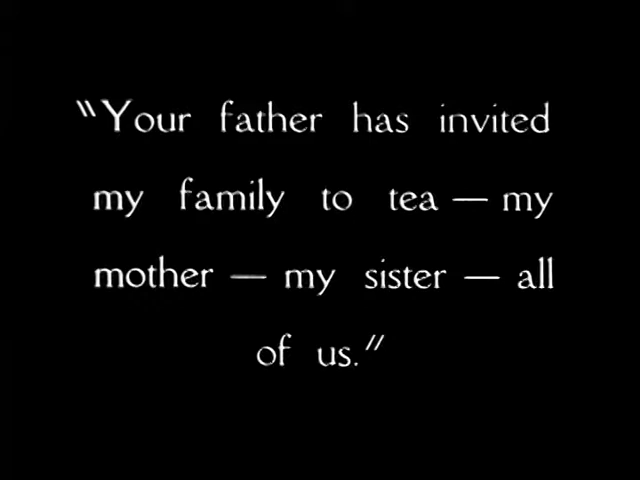 "Your father has invited
my family to tea — my
mother — my sister — all
of us."